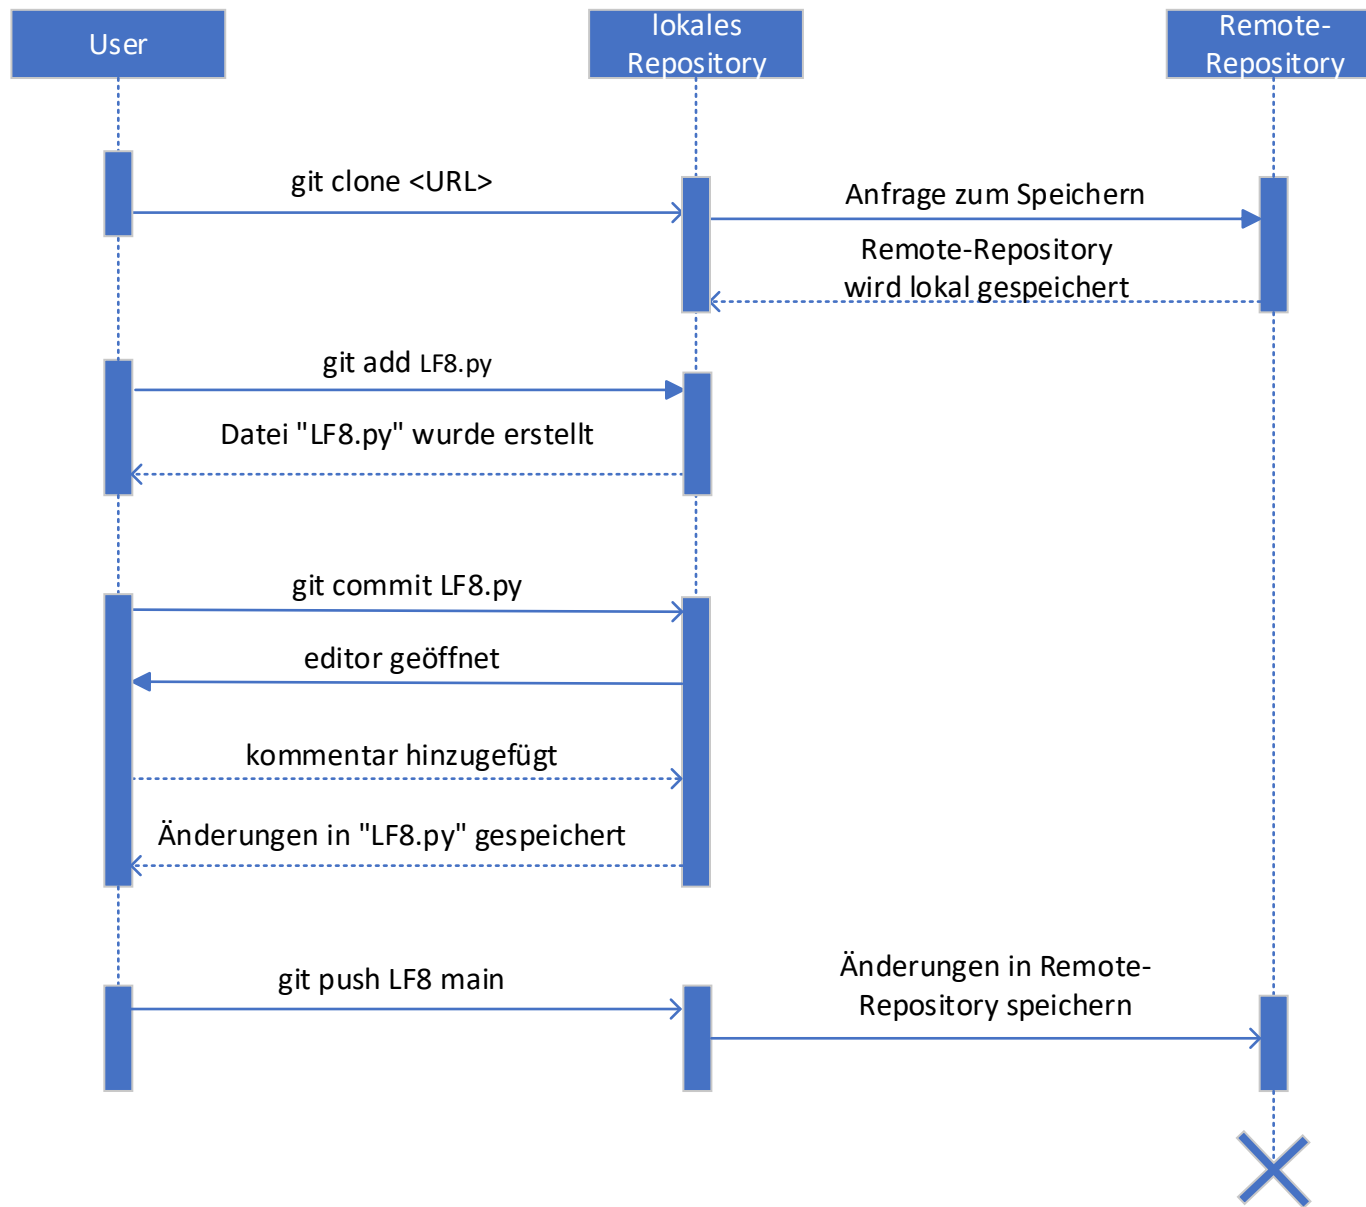 User
lokales
Repository
Remote-
Repository
git clone <URL>
Anfrage zum Speichern
Remote-Repository
wird lokal gespeichert
git add LF8.py
Datei "LF8.py" wurde erstellt
git commit LF8.py
editor geöffnet
kommentar hinzugefügt
Änderungen in "LF8.py" gespeichert
git push LF8 main
Änderungen in Remote-
Repository speichern